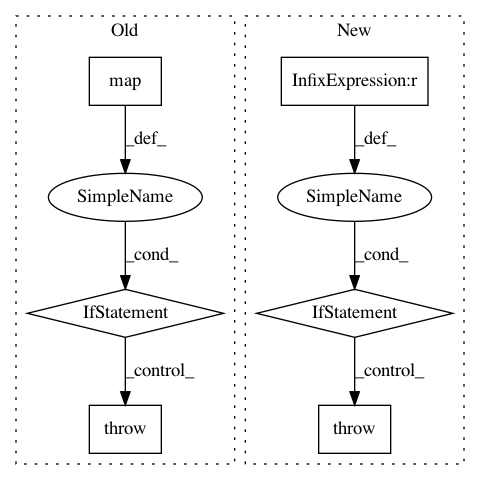 Old
New
map
InfixExpression:r
_def_
_def_
SimpleName
SimpleName
_cond_
_cond_
IfStatement
IfStatement
_control_
_control_
throw
throw